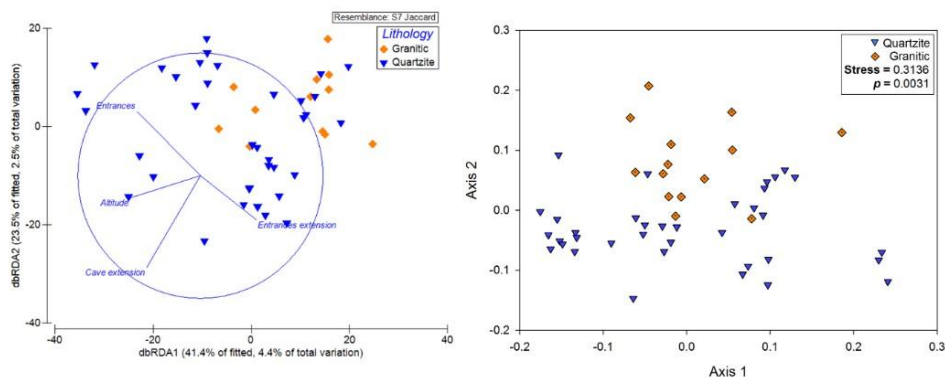 Resemblance: S7 Jaccard
Lithology
Granitic
Quartzite
20
0
-20
-40
dbRDA2 (23.5% of fitted, 2.5% of total variation)
Entrances
Altitude
Entrances extension
Cave extension
-40
-20
0
20
40
dbRDA1 (41.4% of fitted, 4.4% of total variation)
Quartzite
Granitic
Stress = 0.3136
p = 0.0031
0.3
0.2
0.1
0.0
-0.1
-0.2
Axis 2
-0.2
-0.1
0.0
0.1
0.2
0.3
Axis 1